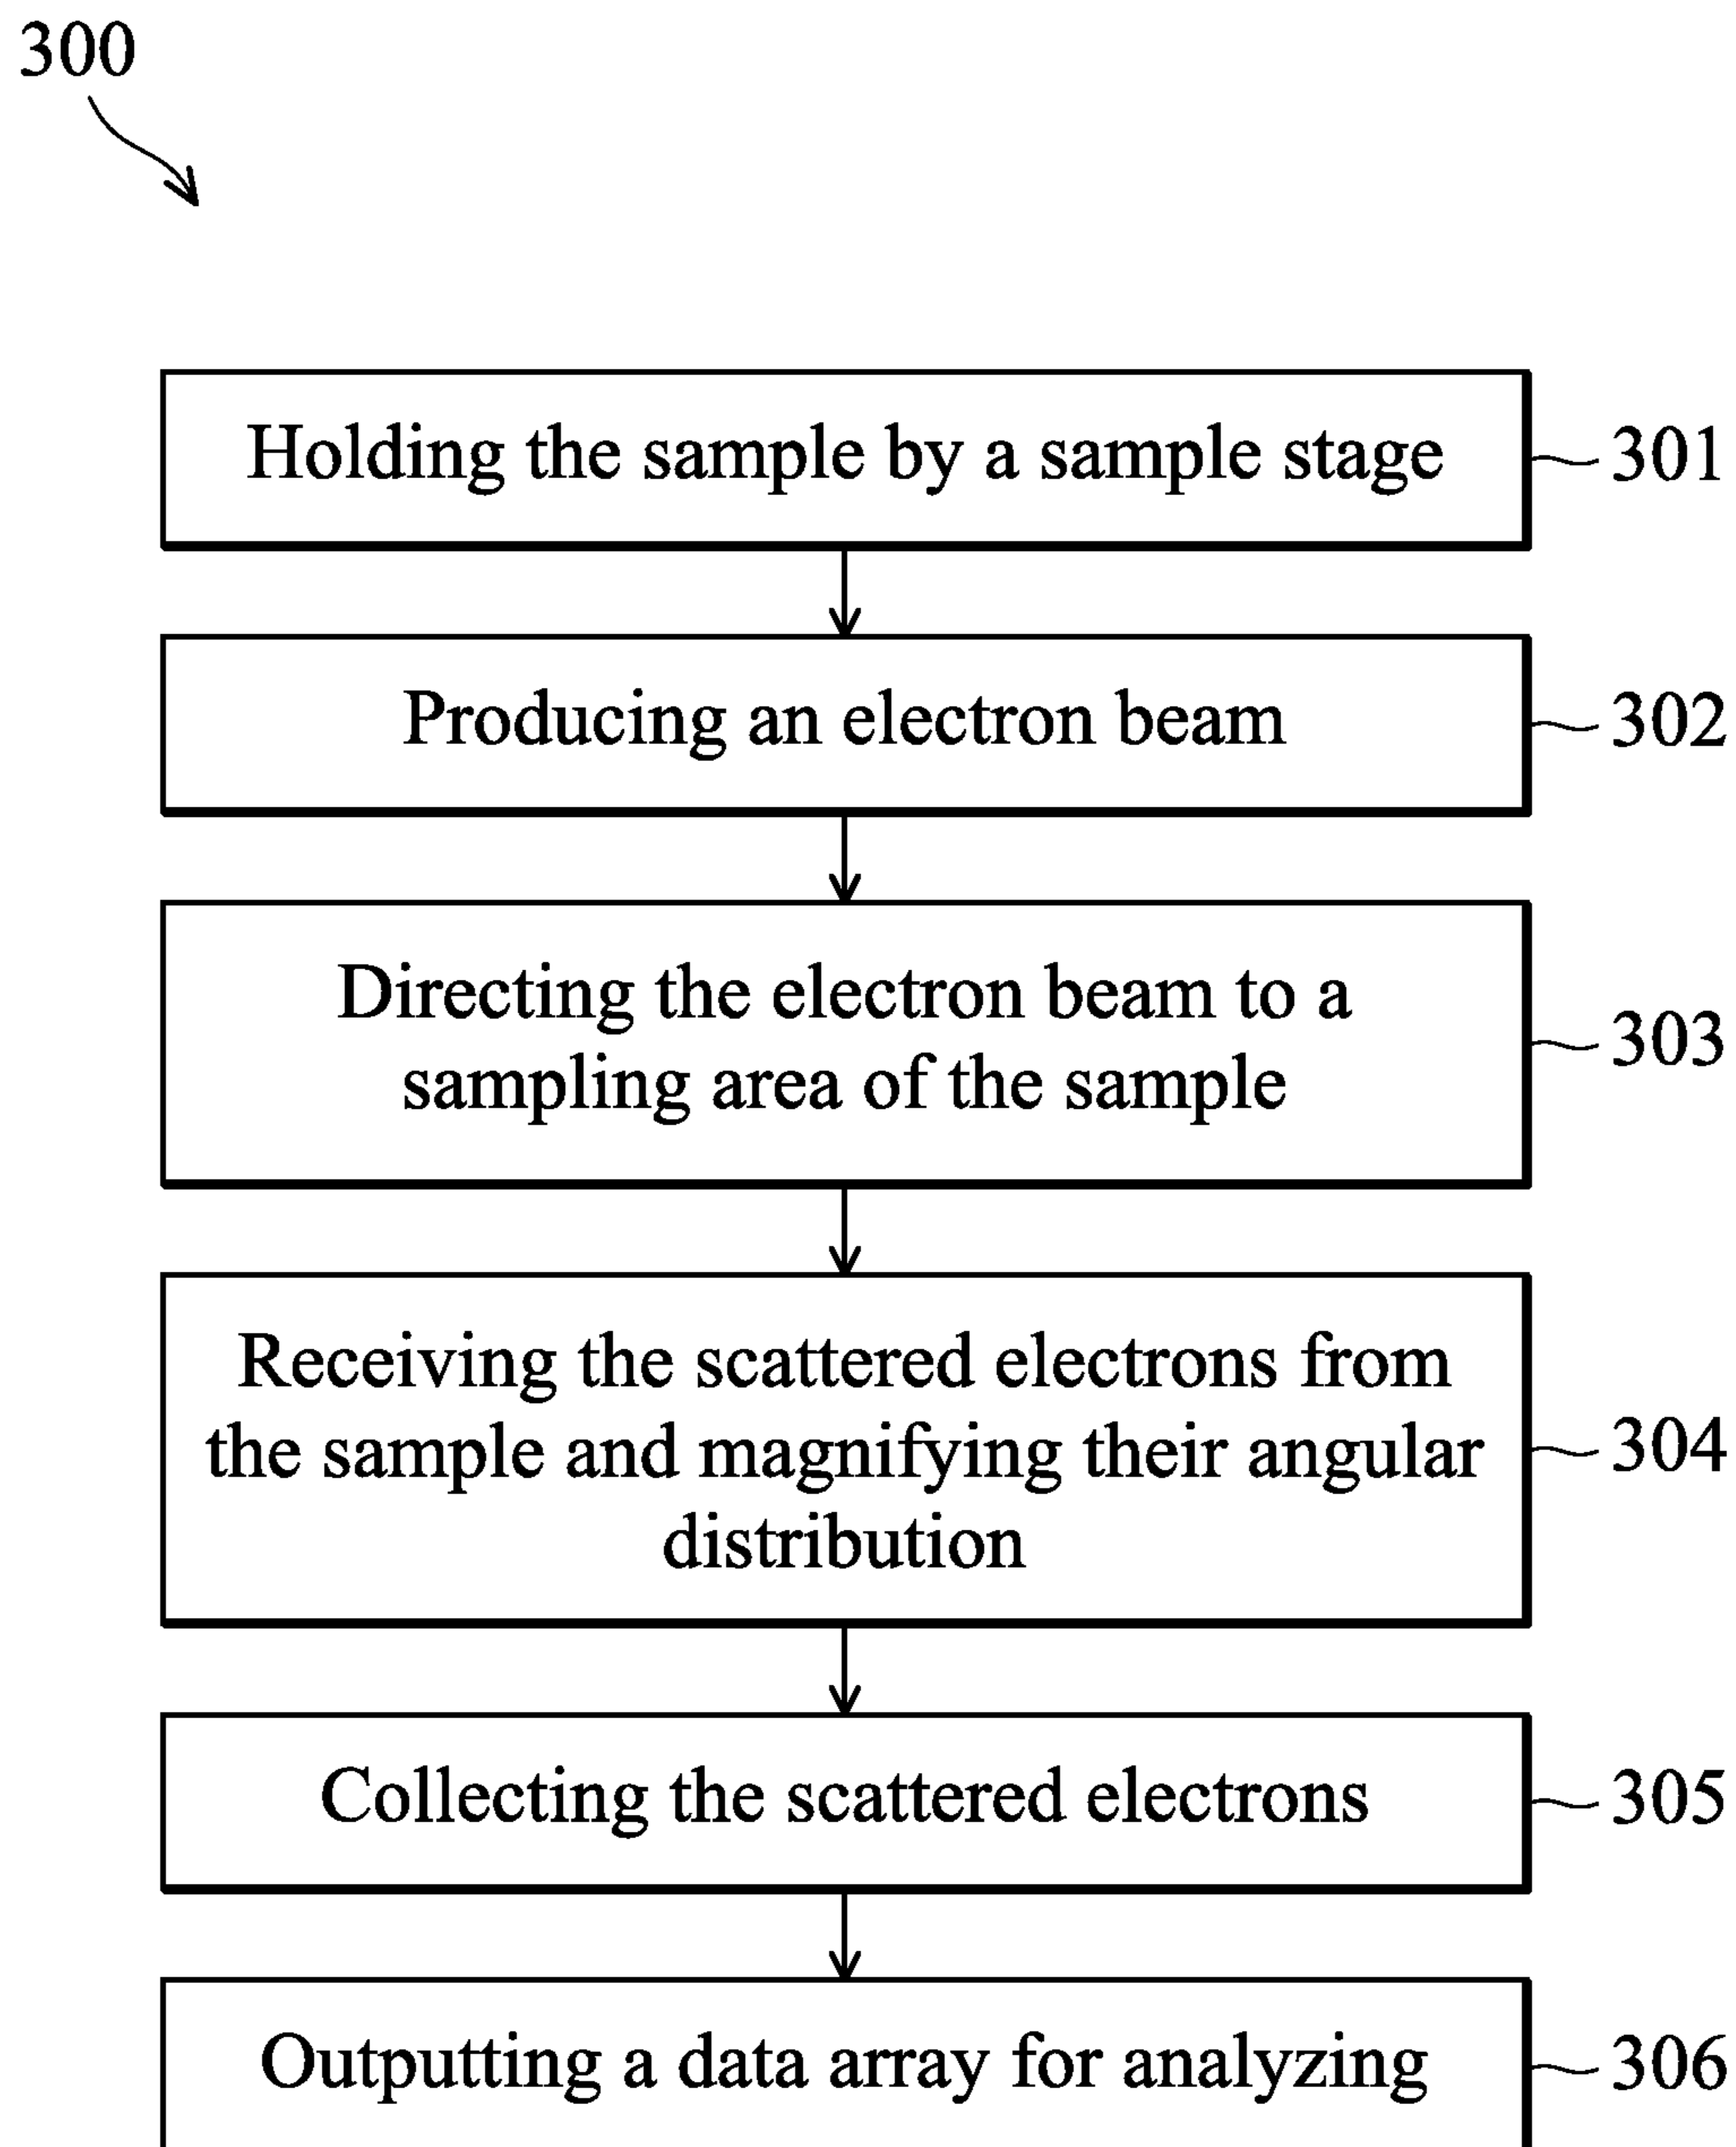 300
Holding the sample by a sample stage
301
Producing an electron beam
302
Directing the electron beam to a
sampling area of the sample
303
Receiving the scattered electrons from
the sample and magnifying their angular
distribution
304
Collecting the scattered electrons
305
Outputting a data array for analyzing
306